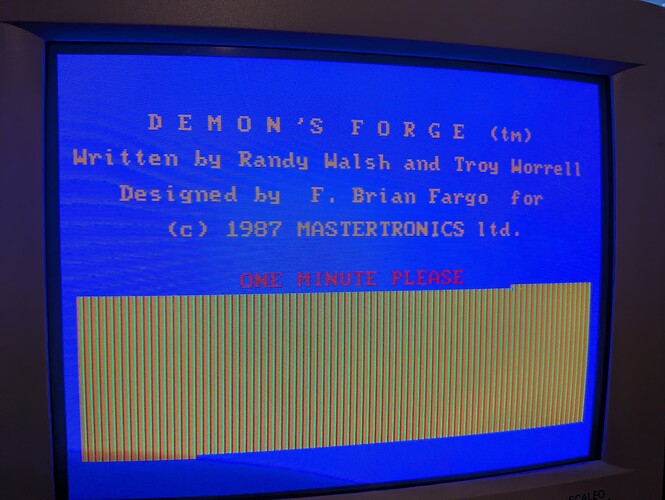 DEMON'S FORGE (tm)
Written by Randy Walsh and Troy Worrell
Designed by F. Brian Fargo for
(c) 1987 MASTERTRONICS ltd.
ONE MINUTE PLEASE
SCALEO